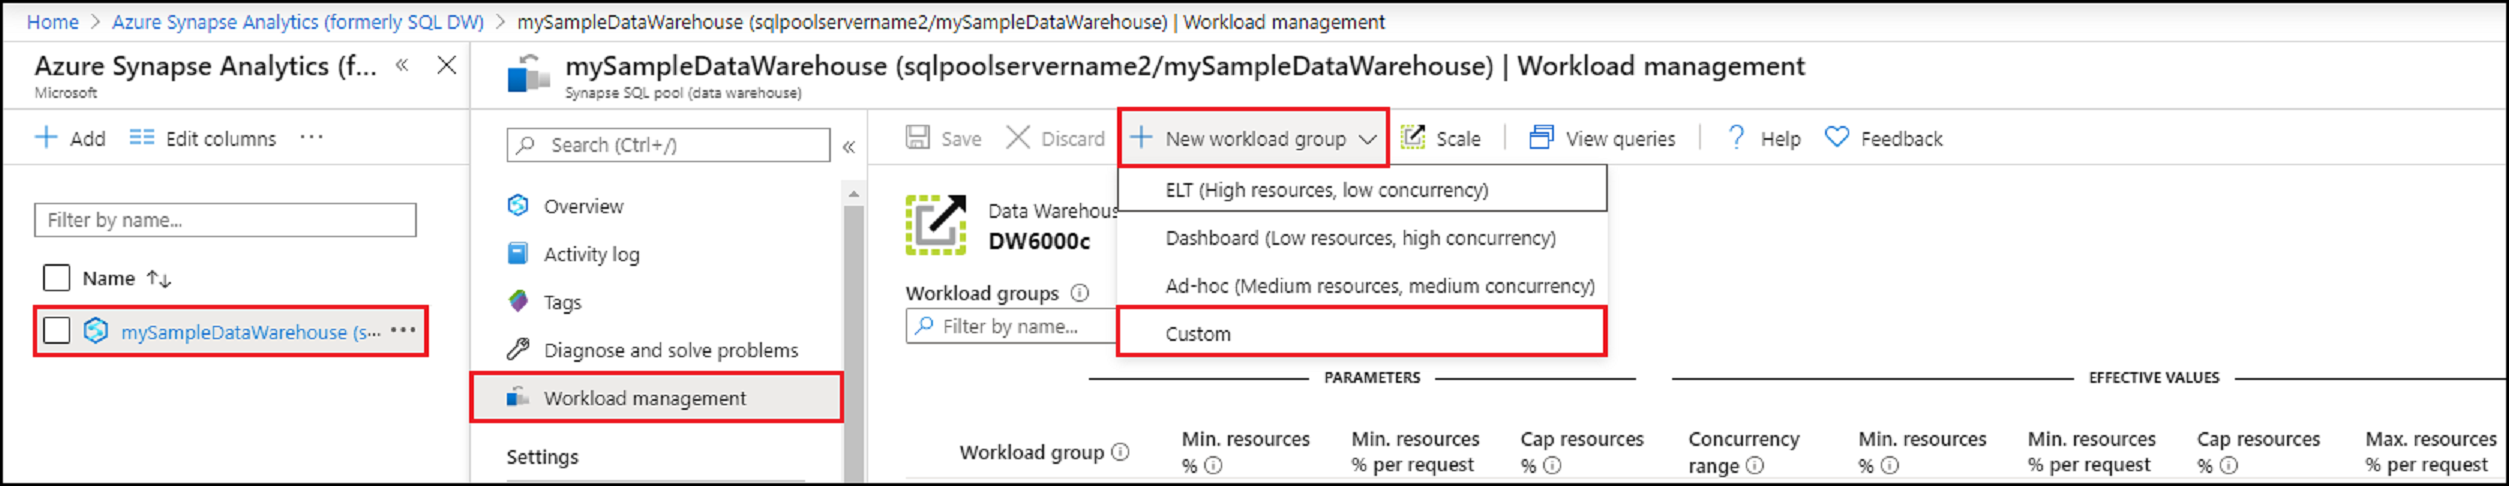 Home > Azure Synapse Analytics (formerly SQL DW) > mySampleDataWarehouse (sqlpoolservername2/mySampleDataWarehouse) | Workload management
Azure Synapse Analytics (f...
Microsoft
Add Edit columns ...
Filter by name...
Name
mySampleDataWarehouse (s... ...
mySampleDataWarehouse (sqlpoolservername2/mySampleDataWarehouse) | Workload management
Synapse SQL pool (data warehouse)
Search (Ctrl+/)
Overview
Activity log
Tags
Diagnose and solve problems
Workload management
Settings
Save Discard New workload group Scale View queries Help Feedback
ELT (High resources, low concurrency)
Dashboard (Low resources, high concurrency)
Ad-hoc (Medium resources, medium concurrency)
Custom
Data Warehous
DW6000c
Workload groups
Filter by name...
PARAMETERS EFFECTIVE VALUES
Workload group
Min. resources
%
Min. resources
% per request
Cap resources
%
Concurrency
range
Min. resources
%
Min. resources
% per request
Cap resources
%
Max. resources
% per request